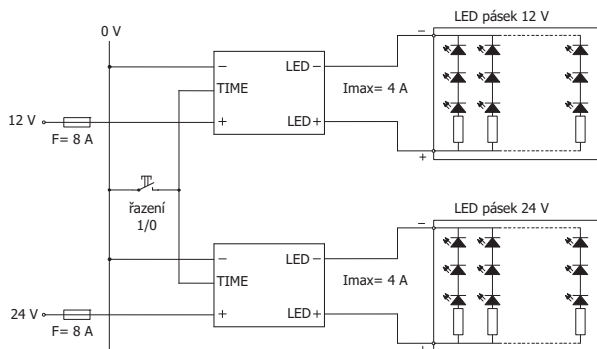 LED pásek 12 V
0 V
−
− LED −
TIME
Imax= 4 A
12 V
+ LED+
F= 8 A
+
řazení
1/0
LED pásek 24 V
−
− LED −
TIME
Imax= 4 A
24 V
+ LED+
F= 8 A
+